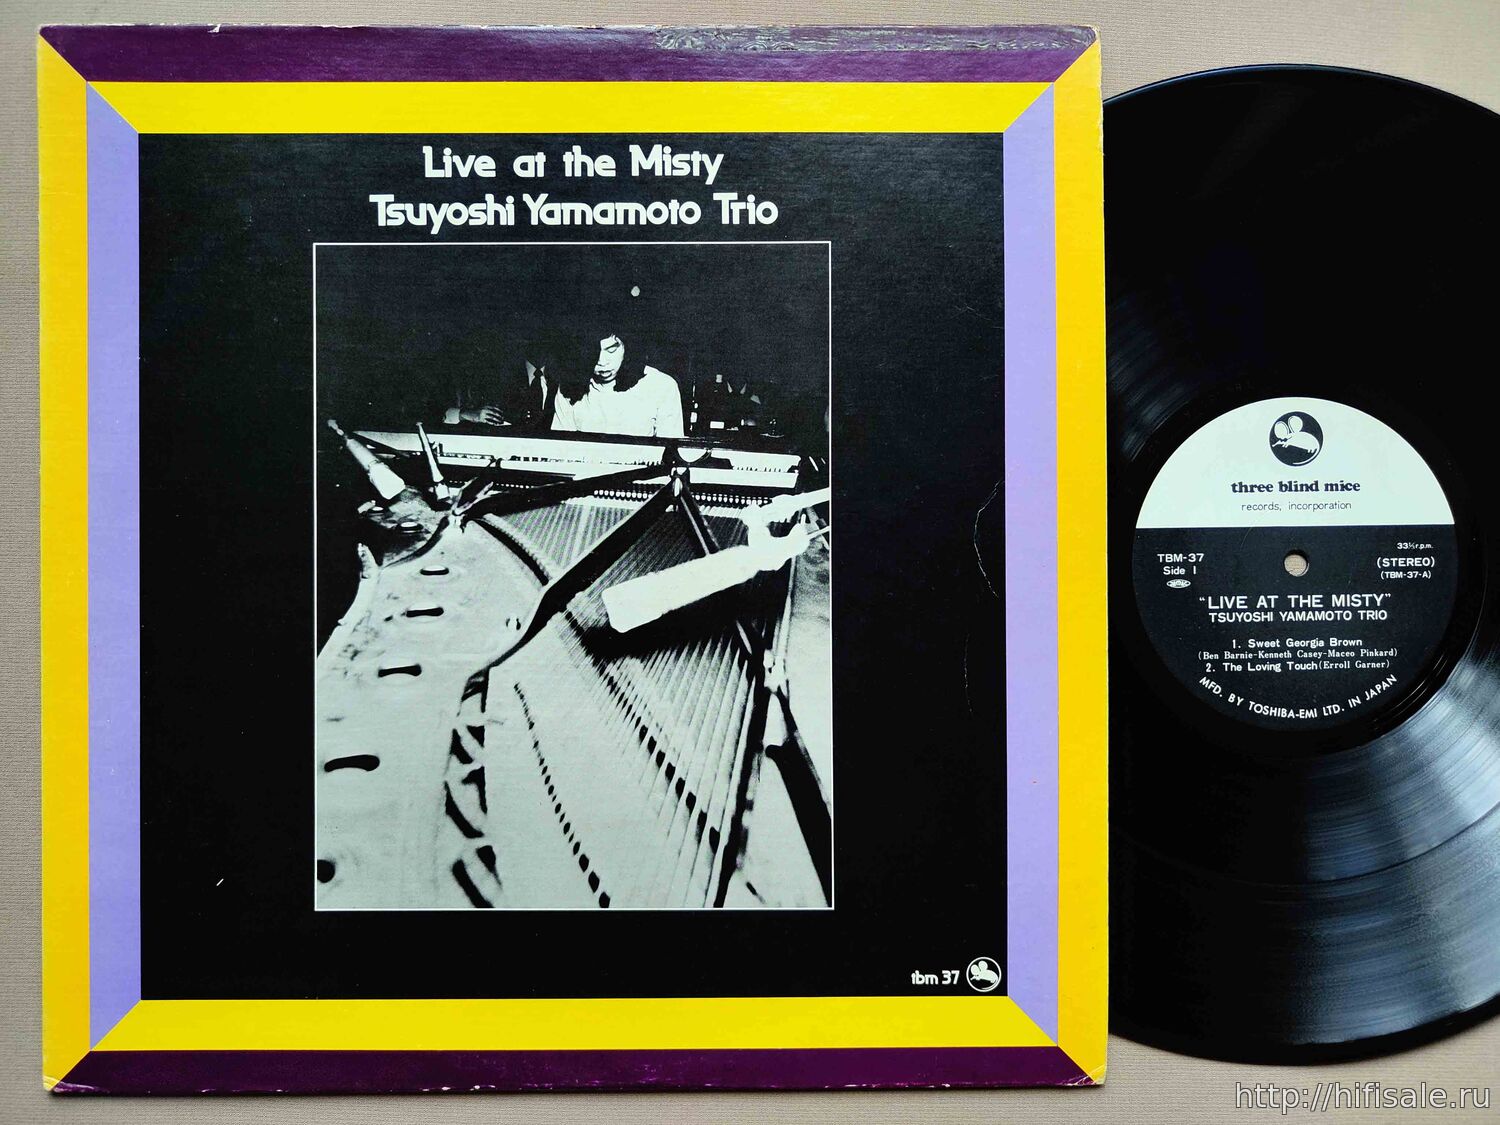 Live at the Misty
Tsuyoshi Yamamoto Trio
tbm 37
three blind mice
records, incorporation
33⅓r.p.m.
TBM-37
(STEREO)
Side 1
(TBM-37-A)
"LIVE AT THE MISTY"
TSUYOSHI YAMAMOTO TRIO
1. Sweet Georgia Brown
(Ben Barnie-Kenneth Casey-Maceo Pinkard)
2. The Loving Touch (Erroll Garner)
MFD. BY TOSHIBA-EMI LTD. IN JAPAN
http://hifisale.ru